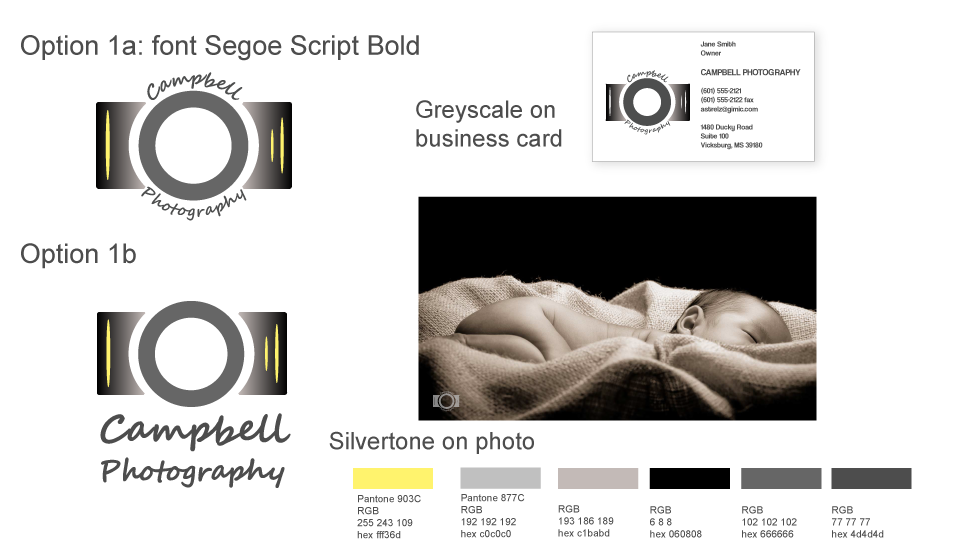 Option 1a: font Segoe Script Bold
Campbell
Photography
Option 1b
Campbell
Photography
Greyscale on
business card
Campbell
Photography
Jane Smith
Owner
CAMPBELL PHOTOGRAPHY
(601) 555-2121
(601) 555-2122 fax
astirelz@gimic.com
1480 Ducky Road
Suite 100
Vicksburg, MS 39180
Silvertone on photo
Pantone 903C
RGB
255 243 109
hex fff36d
Pantone 877C
RGB
192 192 192
hex c0c0c0
RGB
193 186 189
hex c1babd
RGB
6 8 8
hex 060808
RGB
102 102 102
hex 666666
RGB
77 77 77
hex 4d4d4d